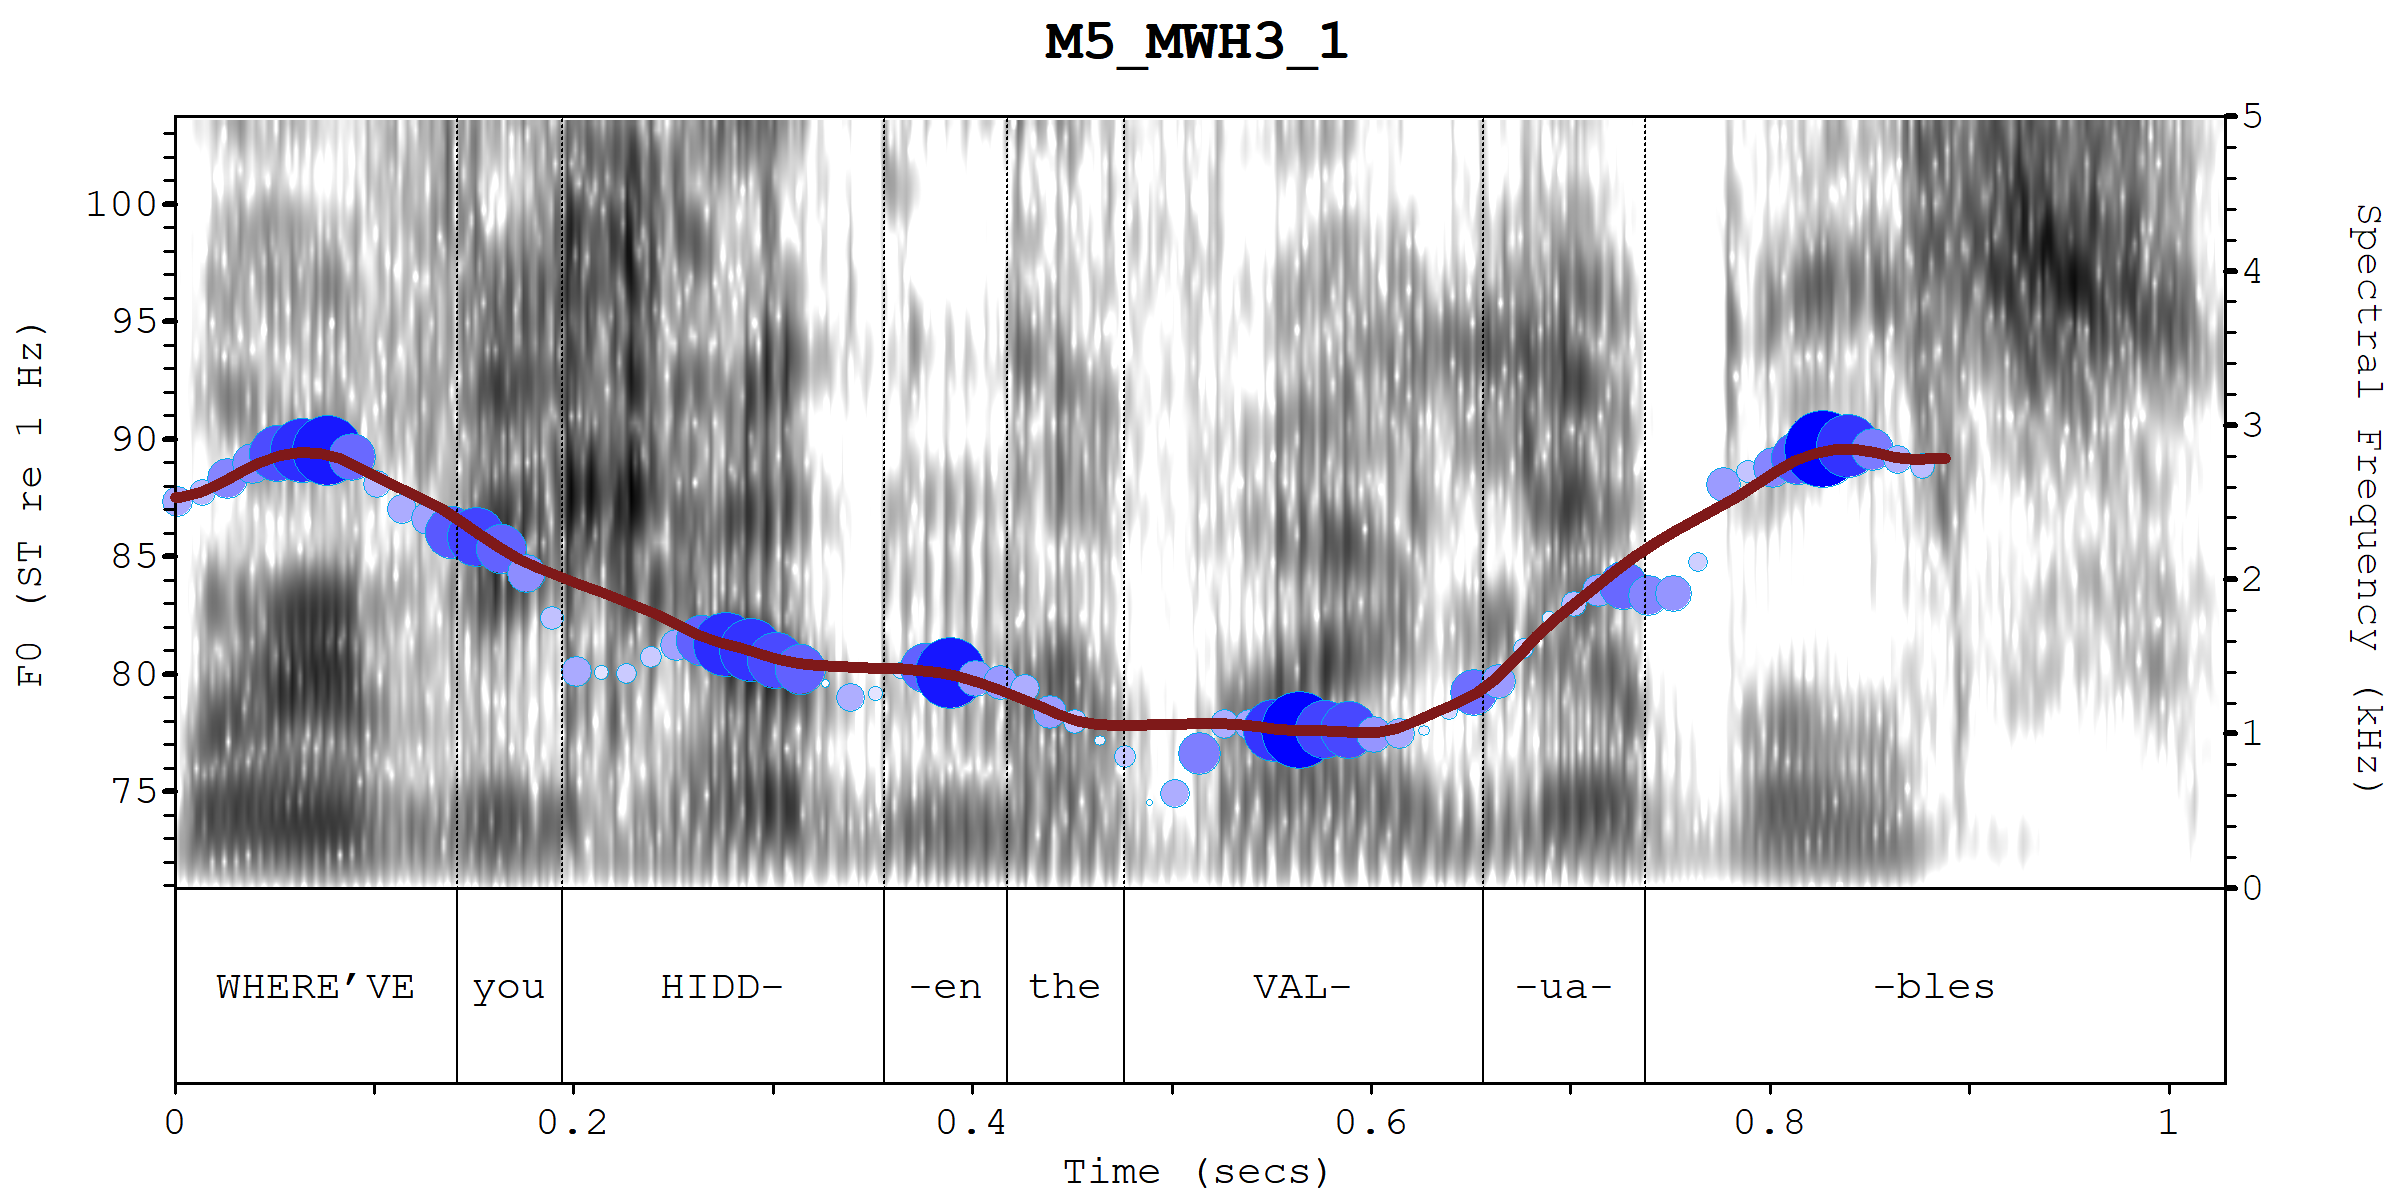 M5_MWH3_1
F0 (ST re 1 Hz)
100
95
90
85
80
75
5
4
3
2
1
0
Spectral Frequency (kHz)
WHERE'VE you HIDD- -en the VAL- -ua- -bles
0 0.2 0.4 0.6 0.8 1
Time (secs)